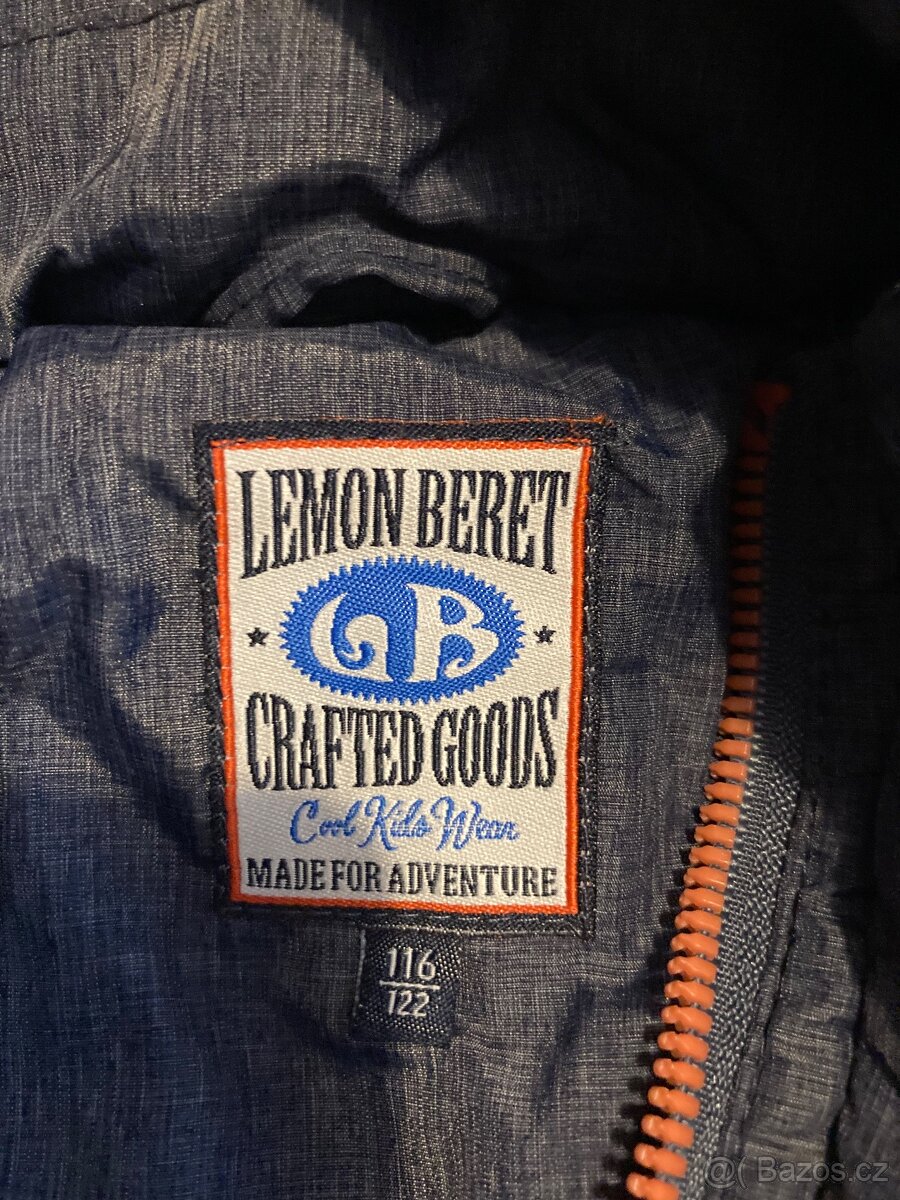 LEMON BERET
LB
CRAFTED GOODS
Cool Kids Wear
MADE FOR ADVENTURE
116
122
@( Bazos.cz